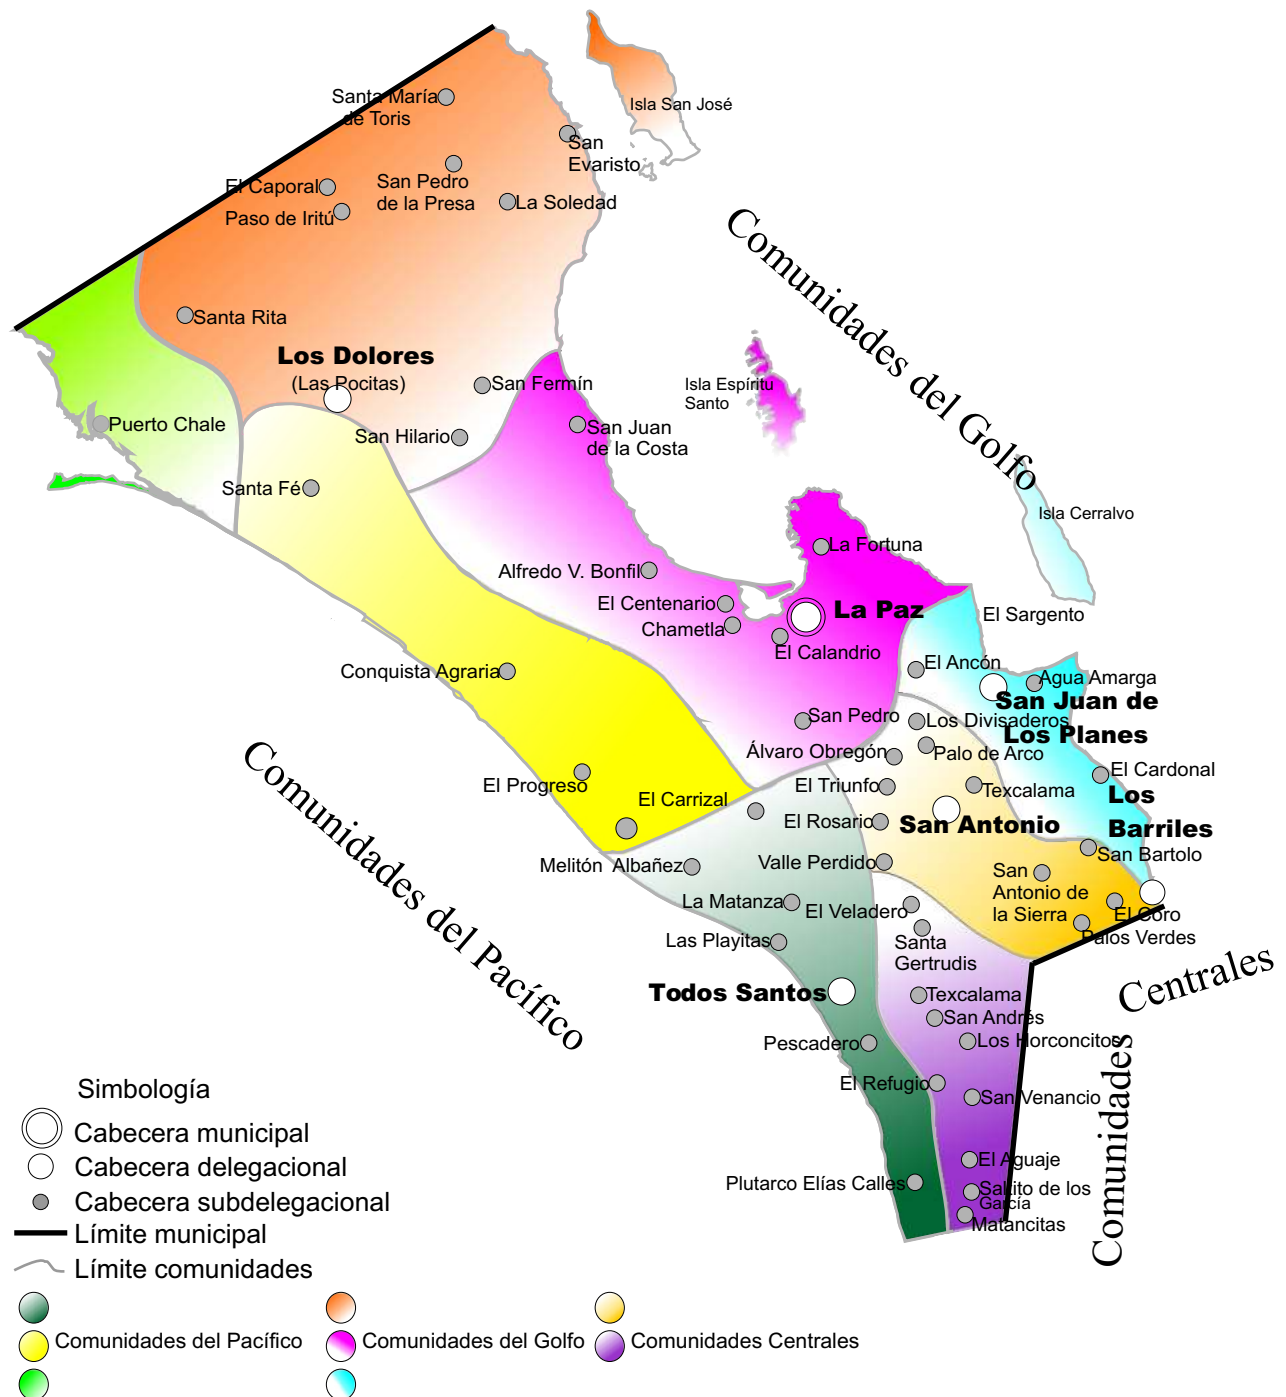 Isla San José
Santa María
de Toris
San
Evaristo
San Pedro
de la Presa
El Caporal
La Soledad
Paso de Iritú
Comunidades del Golfo
Santa Rita
Los Dolores
(Las Pocitas)
San Fermín
Isla Espíritu
Santo
Puerto Chale
San Juan
de la Costa
San Hilario
Santa Fé
Isla Cerralvo
La Fortuna
Alfredo V. Bonfil
El Centenario
La Paz
El Sargento
Chametla
El Calandrio
El Ancón
Conquista Agraria
Agua Amarga
San Juan de
Los Planes
San Pedro
Los Divisaderos
Álvaro Obregón
Palo de Arco
El Cardonal
El Progreso
El Triunfo
Texcalama
El Carrizal
Los
Barriles
El Rosario
San Antonio
San Bartolo
Melitón Albañez
Valle Perdido
San
Antonio de
la Sierra
La Matanza
El Veladero
El Coro
Palos Verdes
Las Playitas
Santa
Gertrudis
Comunidades del Pacífico
Comunidades Centrales
Todos Santos
Texcalama
San Andrés
Pescadero
Los Horconcitos
El Refugio
San Venancio
El Aguaje
Plutarco Elías Calles
Saltito de los
García
Matancitas
Simbología
Cabecera municipal
Cabecera delegacional
Cabecera subdelegacional
Límite municipal
Límite comunidades
Comunidades del Pacífico
Comunidades del Golfo
Comunidades Centrales